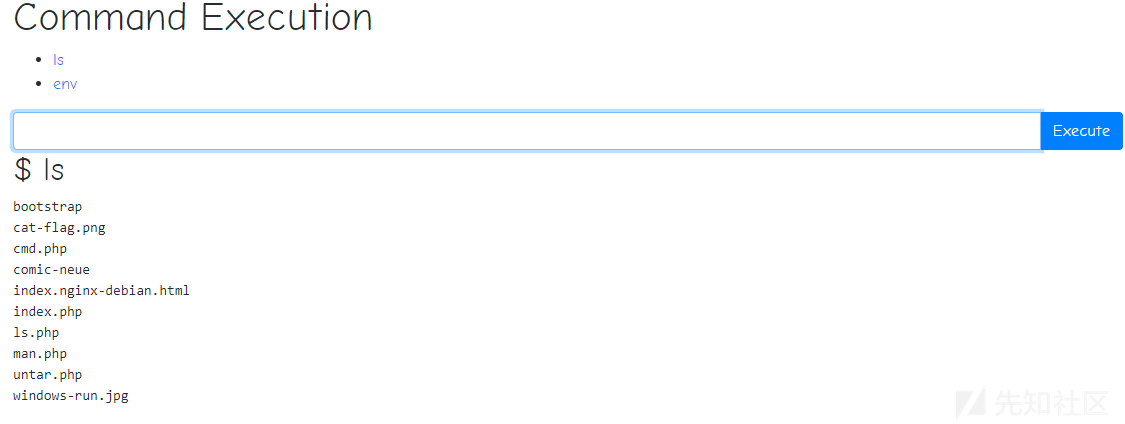 Command Execution
ls
env
Execute
$ ls
bootstrap
cat-flag.png
cmd.php
comic-neue
index.nginx-debian.html
index.php
ls.php
man.php
untar.php
windows-run.jpg
先知社区